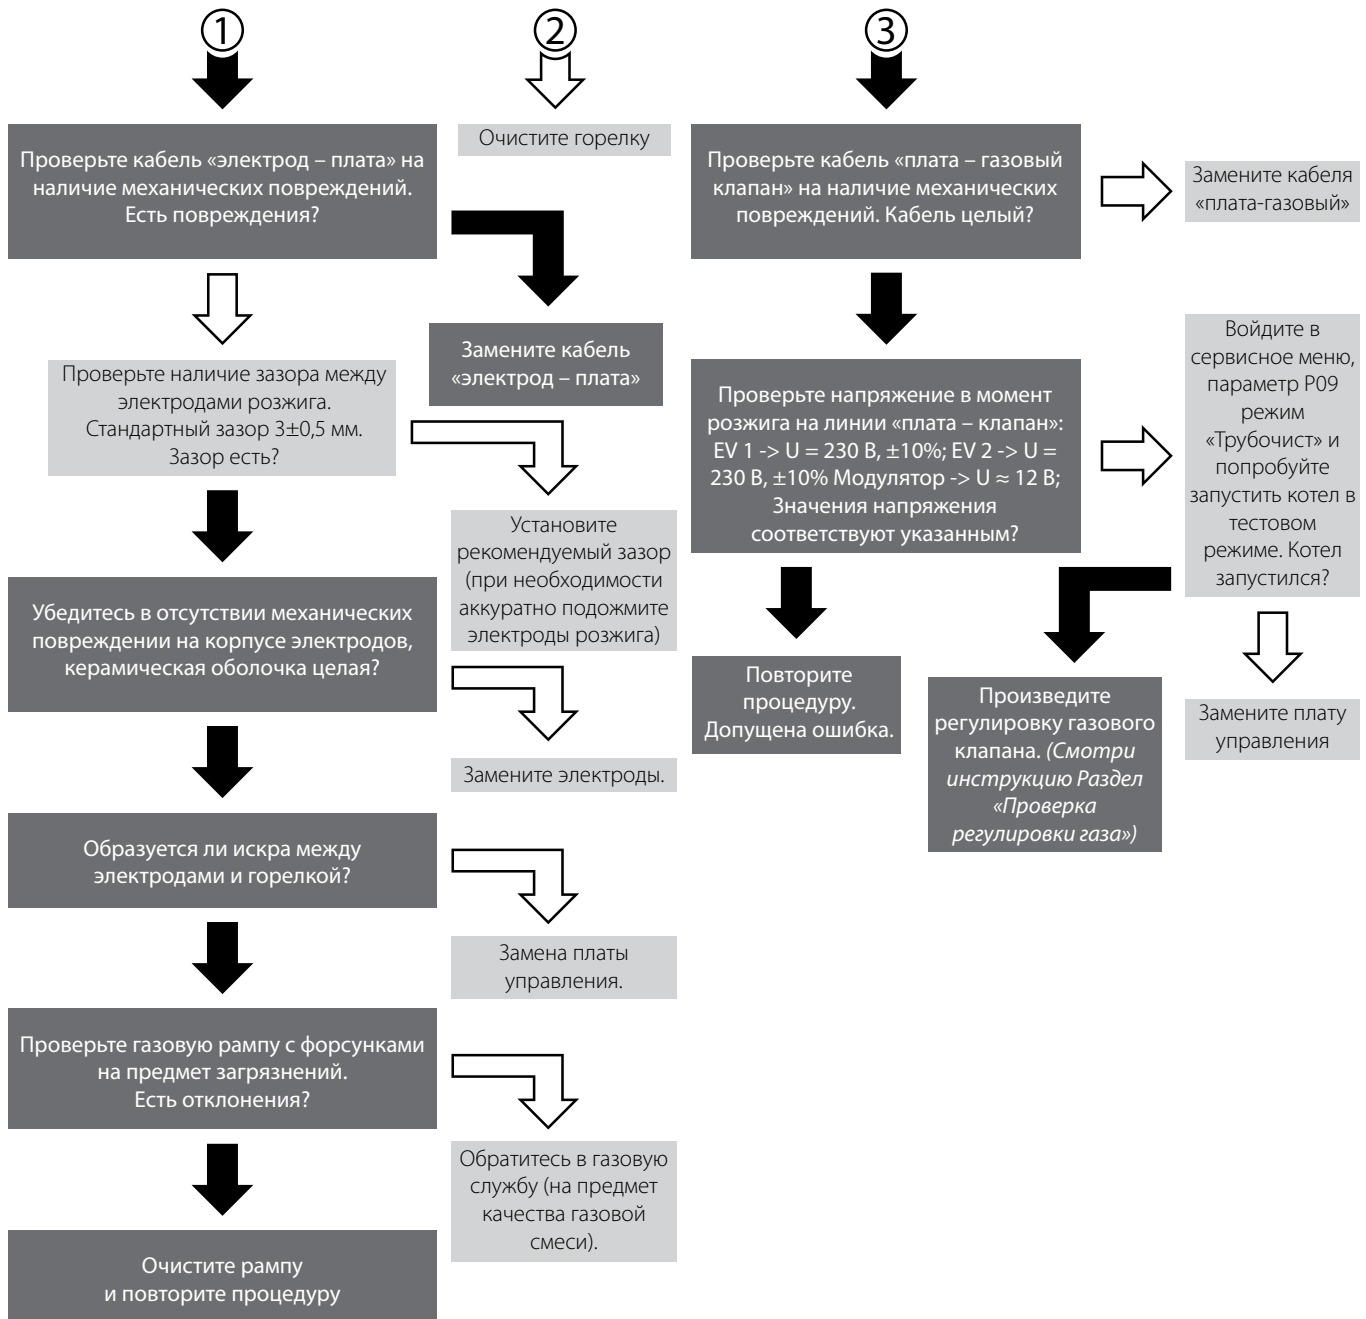 1
Проверьте кабель «электрод – плата» на
наличие механических повреждений.
Есть повреждения?
Проверьте наличие зазора между
электродами розжига.
Стандартный зазор 3±0,5 мм.
Зазор есть?
Убедитесь в отсутствии механических
повреждении на корпусе электродов,
керамическая оболочка целая?
Образуется ли искра между
электродами и горелкой?
Проверьте газовую рампу с форсунками
на предмет загрязнений.
Есть отклонения?
Очистите рампу
и повторите процедуру
2
Очистите горелку
Замените кабель
«электрод – плата»
Установите
рекомендуемый зазор
(при необходимости
аккуратно подожмите
электроды розжига)
Замените электроды.
Замена платы
управления.
Обратитесь в газовую
службу (на предмет
качества газовой
смеси).
3
Проверьте кабель «плата – газовый
клапан» на наличие механических
повреждений. Кабель целый?
Замените кабеля
«плата-газовый»
Проверьте напряжение в момент
розжига на линии «плата – клапан»:
EV 1 -> U = 230 В, ±10%; EV 2 -> U =
230 В, ±10% Модулятор -> U ≈ 12 В;
Значения напряжения
соответствуют указанным?
Войдите в
сервисное меню,
параметр P09
режим
«Трубочист» и
попробуйте
запустить котел в
тестовом
режиме. Котел
запустился?
Повторите
процедуру.
Допущена ошибка.
Произведите
регулировку газового
клапана. (Смотри
инструкцию Раздел
«Проверка
регулировки газа»)
Замените плату
управления